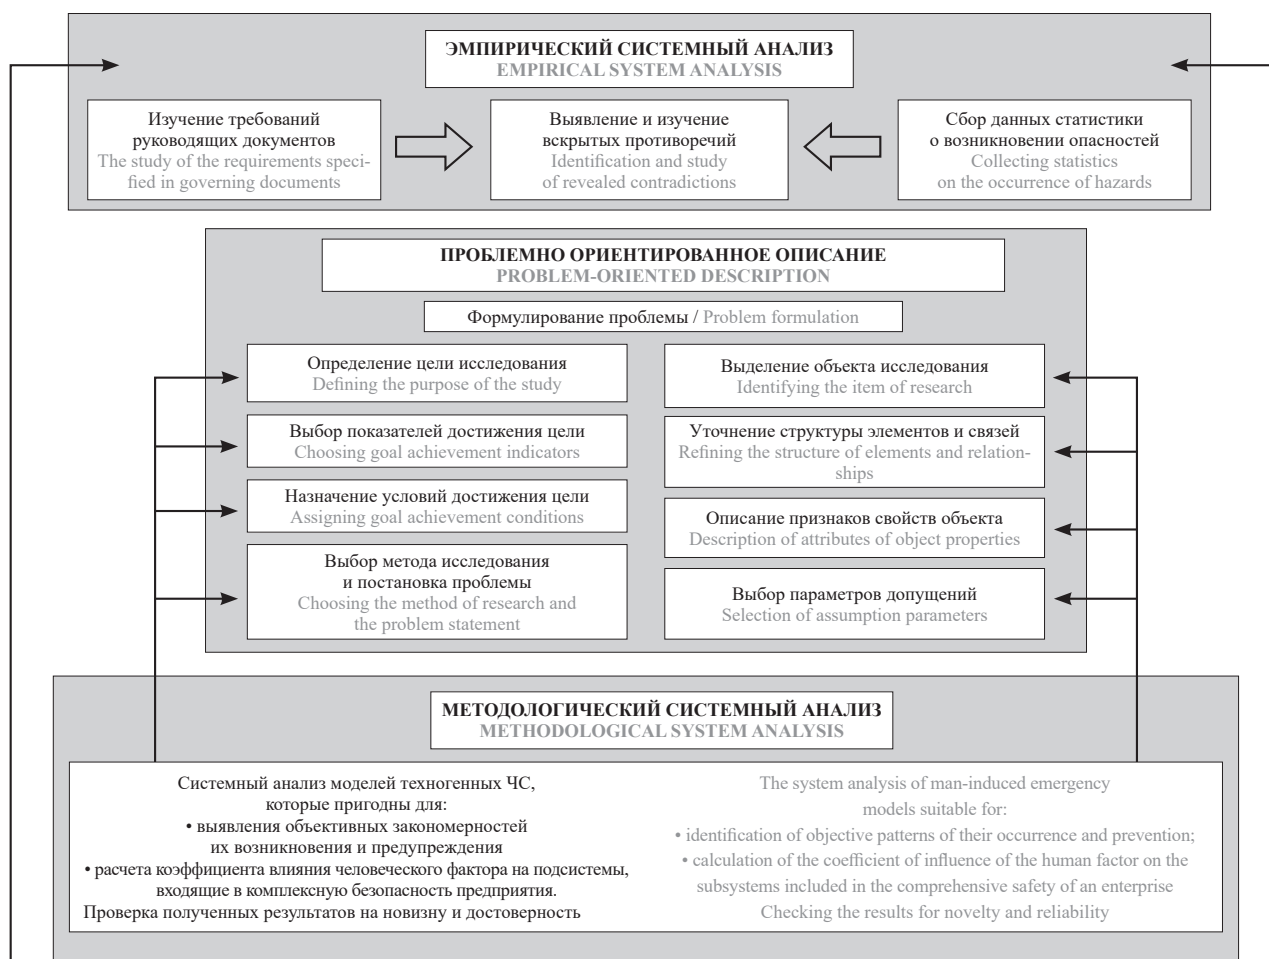 ЭМПИРИЧЕСКИЙ СИСТЕМНЫЙ АНАЛИЗ
EMPIRICAL SYSTEM ANALYSIS
Изучение требований
руководящих документов
The study of the requirements speci-
fied in governing documents
Выявление и изучение
вскрытых противоречий
Identification and study
of revealed contradictions
Сбор данных статистики
о возникновении опасностей
Collecting statistics
on the occurrence of hazards
ПРОБЛЕМНО ОРИЕНТИРОВАННОЕ ОПИСАНИЕ
PROBLEM-ORIENTED DESCRIPTION
Формулирование проблемы / Problem formulation
Определение цели исследования
Defining the purpose of the study
Выбор показателей достижения цели
Choosing goal achievement indicators
Назначение условий достижения цели
Assigning goal achievement conditions
Выбор метода исследования
и постановка проблемы
Choosing the method of research and
the problem statement
Выделение объекта исследования
Identifying the item of research
Уточнение структуры элементов и связей
Refining the structure of elements and relation-
ships
Описание признаков свойств объекта
Description of attributes of object properties
Выбор параметров допущений
Selection of assumption parameters
МЕТОДОЛОГИЧЕСКИЙ СИСТЕМНЫЙ АНАЛИЗ
METHODOLOGICAL SYSTEM ANALYSIS
Системный анализ моделей техногенных ЧС,
которые пригодны для:
• выявления объективных закономерностей
их возникновения и предупреждения
• расчета коэффициента влияния человеческого фактора на подсистемы,
входящие в комплексную безопасность предприятия.
Проверка полученных результатов на новизну и достоверность
The system analysis of man-induced emergency
models suitable for:
• identification of objective patterns of their occurrence and prevention;
• calculation of the coefficient of influence of the human factor on the
subsystems included in the comprehensive safety of an enterprise
Checking the results for novelty and reliability